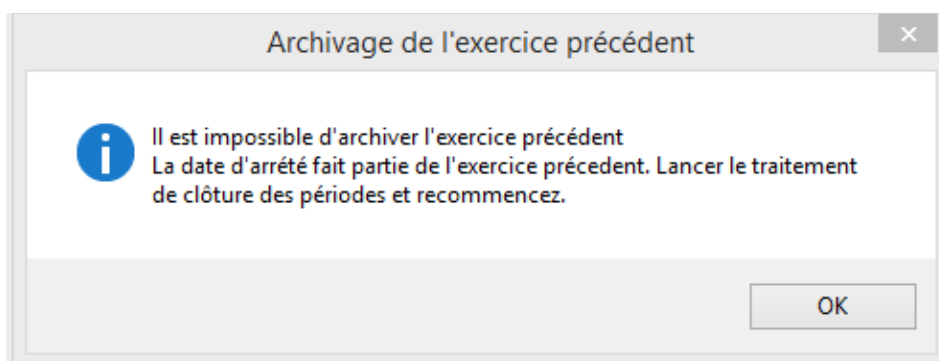 Archivage de l'exercice précédent
Il est impossible d'archiver l'exercice précédent
La date d'arrété fait partie de l'exercice précedent. Lancer le traitement
de clôture des périodes et recommencez.
OK